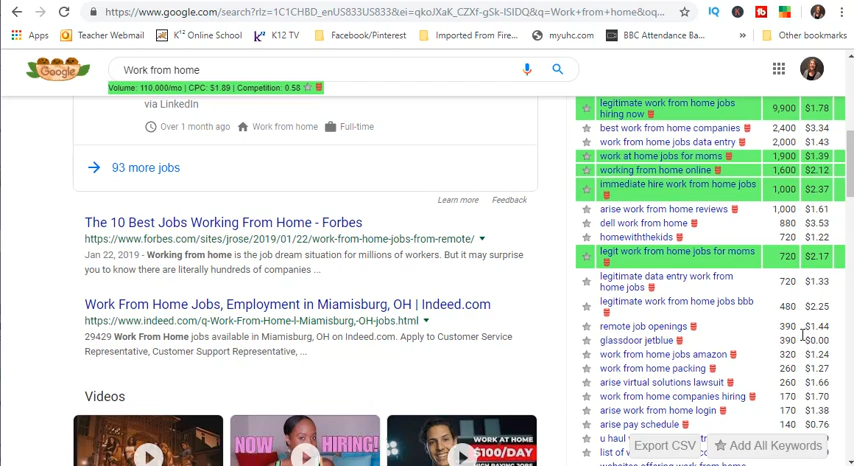 https://www.google.com/search?rlz=1C1CHBD_enUS833US833&ei=qkoJXaK_CZXf-gSk-ISIDQ&q=Work+from+home&oq...
Apps
Teacher Webmail
K12 Online School
K12 TV
Facebook/Pinterest
Imported From Fire...
myuhc.com
BBC Attendance Ba...
»
Other bookmarks
Google
Work from home
Volume: 110,000/mo | CPC: $1.89 | Competition: 0.58
via LinkedIn
Over 1 month ago
Work from home
Full-time
93 more jobs
Learn more
Feedback
The 10 Best Jobs Working From Home - Forbes
https://www.forbes.com/sites/jrose/2019/01/22/work-from-home-jobs-from-remote/
Jan 22, 2019 - Working from home is the job dream situation for millions of workers. But it may surprise
you to know there are literally hundreds of companies ...
Work From Home Jobs, Employment in Miamisburg, OH | Indeed.com
https://www.indeed.com/q-Work-From-Home-l-Miamisburg,-OH-jobs.html
29429 Work From Home jobs available in Miamisburg, OH on Indeed.com. Apply to Customer Service
Representative, Customer Support Representative, ...
Videos
NOW HIRING!
WORK AT HOME
$100/DAY
legitimate work from home jobs
hiring now 9,900 $1.78
best work from home companies 2,400 $3.34
work from home jobs data entry 2,000 $1.43
work at home jobs for moms 1,900 $1.39
working from home online 1,600 $2.12
immediate hire work from home jobs 1,000 $2.37
arise work from home reviews 1,000 $1.61
dell work from home 880 $3.53
homewiththekids 720 $1.22
legit work from home jobs for moms 720 $2.17
legitimate data entry work from
home jobs 720 $1.33
legitimate work from home jobs bbb 480 $2.25
remote job openings 390 $1.44
glassdoor jetblue 390 $0.00
work from home jobs amazon 320 $1.24
work from home packing 260 $1.27
arise virtual solutions lawsuit 260 $1.66
work from home companies hiring 170 $1.70
arise work from home login 170 $1.38
arise pay schedule 140 $0.76
u haul
list of
websites offering work from home
Export CSV
Add All Keywords